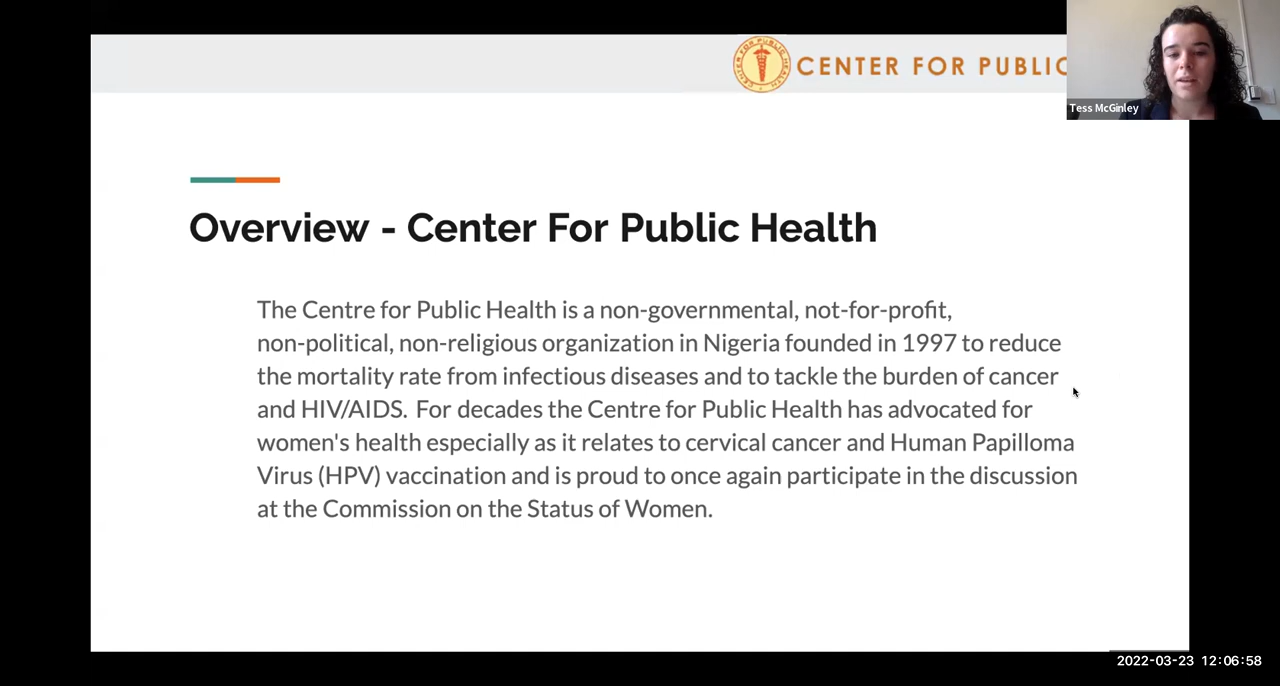 CENTER FOR PUBLIC
Tess McGinley
Overview - Center For Public Health
The Centre for Public Health is a non-governmental, not-for-profit,
non-political, non-religious organization in Nigeria founded in 1997 to reduce
the mortality rate from infectious diseases and to tackle the burden of cancer
and HIV/AIDS. For decades the Centre for Public Health has advocated for
women's health especially as it relates to cervical cancer and Human Papilloma
Virus (HPV) vaccination and is proud to once again participate in the discussion
at the Commission on the Status of Women.
2022-03-23 12:06:58